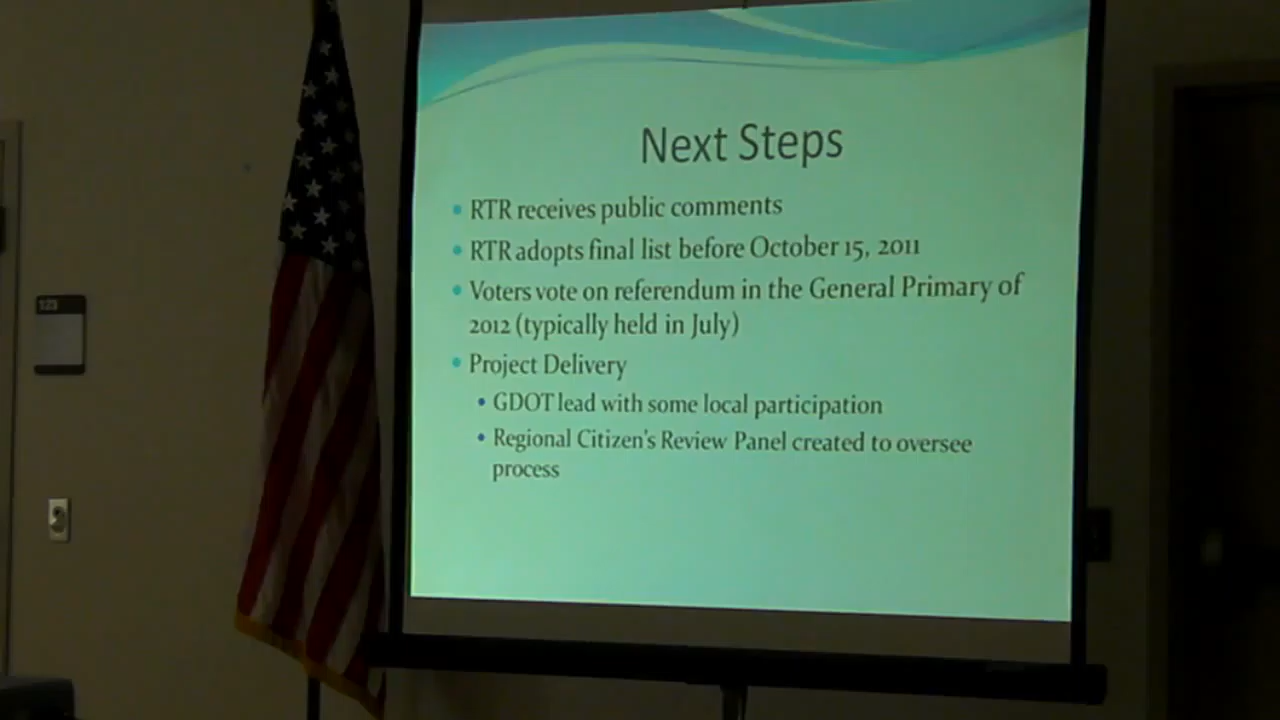 Next Steps
• RTR receives public comments
• RTR adopts final list before October 15, 2011
• Voters vote on referendum in the General Primary of
2012 (typically held in July)
• Project Delivery
• GDOT lead with some local participation
• Regional Citizen's Review Panel created to oversee
process
123